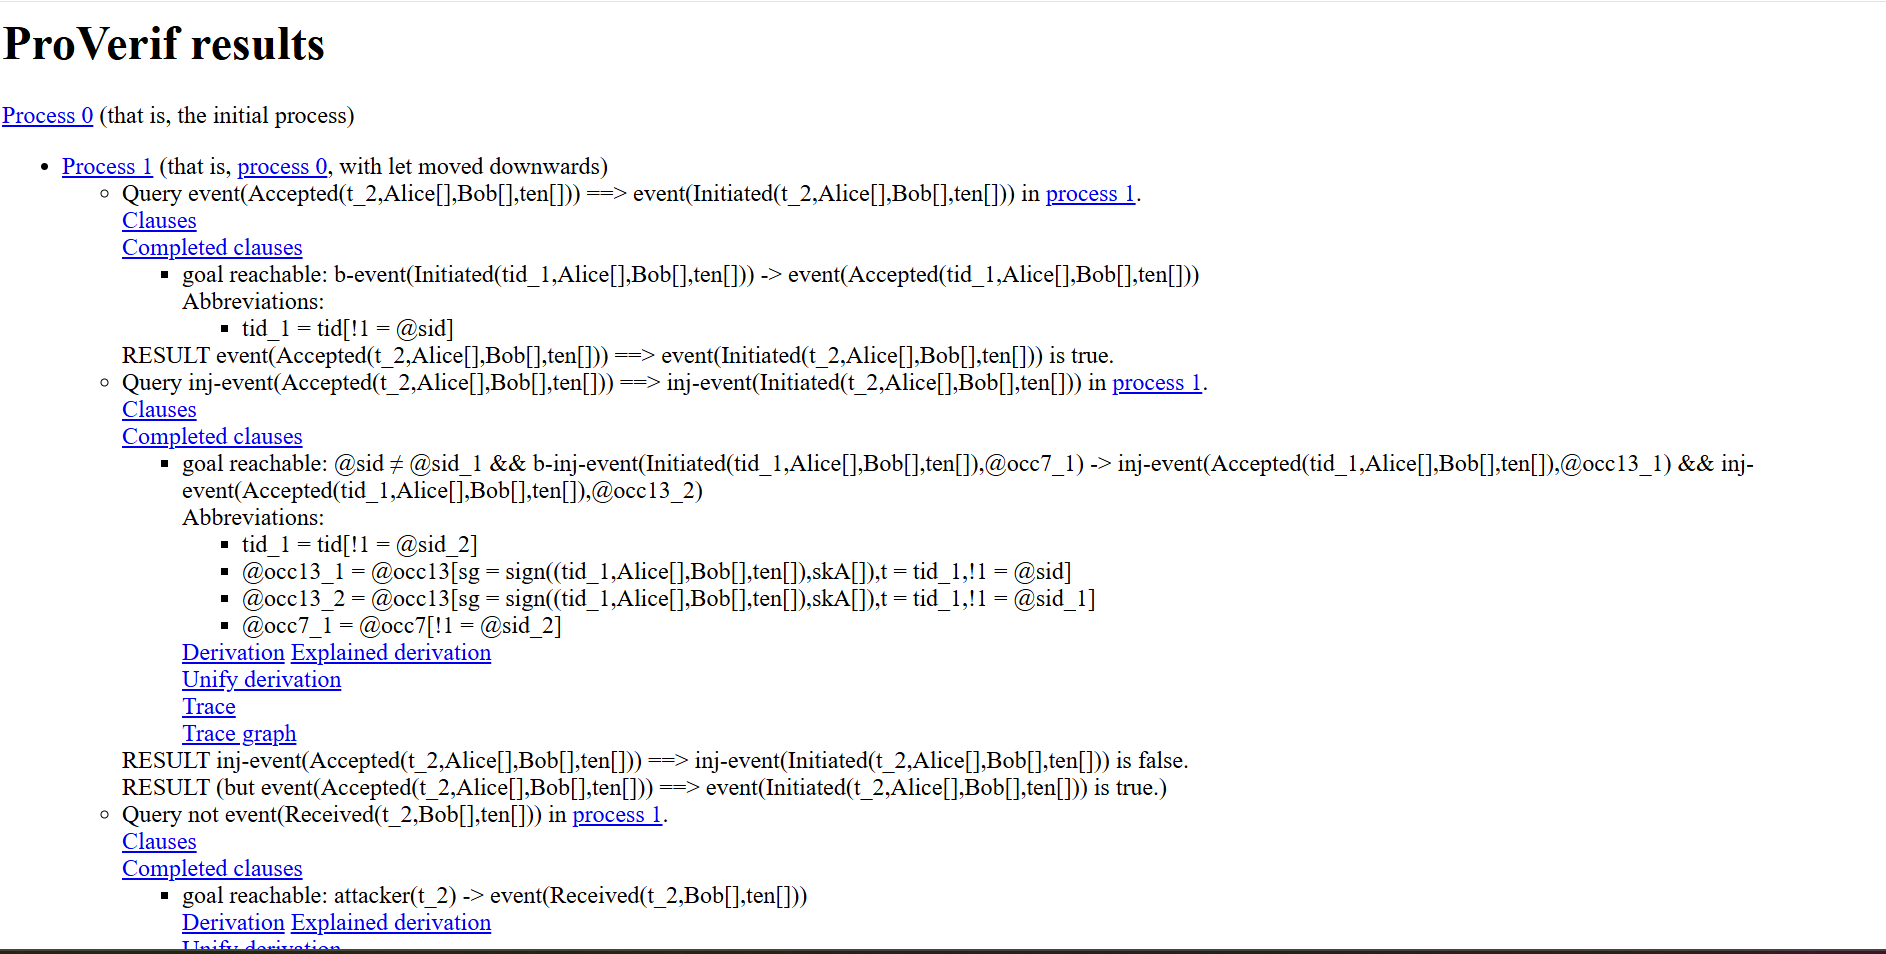 ProVerif results
Process 0 (that is, the initial process)
• Process 1 (that is, process 0, with let moved downwards)
○ Query event(Accepted(t_2,Alice[],Bob[],ten[])) ==> event(Initiated(t_2,Alice[],Bob[],ten[])) in process 1.
Clauses
Completed clauses
▪ goal reachable: b-event(Initiated(tid_1,Alice[],Bob[],ten[])) -> event(Accepted(tid_1,Alice[],Bob[],ten[]))
Abbreviations:
▪ tid_1 = tid[!1 = @sid]
RESULT event(Accepted(t_2,Alice[],Bob[],ten[])) ==> event(Initiated(t_2,Alice[],Bob[],ten[])) is true.
○ Query inj-event(Accepted(t_2,Alice[],Bob[],ten[])) ==> inj-event(Initiated(t_2,Alice[],Bob[],ten[])) in process 1.
Clauses
Completed clauses
▪ goal reachable: @sid ≠ @sid_1 && b-inj-event(Initiated(tid_1,Alice[],Bob[],ten[]),@occ7_1) -> inj-event(Accepted(tid_1,Alice[],Bob[],ten[]),@occ13_1) && inj-
event(Accepted(tid_1,Alice[],Bob[],ten[]),@occ13_2)
Abbreviations:
▪ tid_1 = tid[!1 = @sid_2]
▪ @occ13_1 = @occ13[sg = sign((tid_1,Alice[],Bob[],ten[]),skA[]),t = tid_1,!1 = @sid]
▪ @occ13_2 = @occ13[sg = sign((tid_1,Alice[],Bob[],ten[]),skA[]),t = tid_1,!1 = @sid_1]
▪ @occ7_1 = @occ7[!1 = @sid_2]
Derivation Explained derivation
Unify derivation
Trace
Trace graph
RESULT inj-event(Accepted(t_2,Alice[],Bob[],ten[])) ==> inj-event(Initiated(t_2,Alice[],Bob[],ten[])) is false.
RESULT (but event(Accepted(t_2,Alice[],Bob[],ten[])) ==> event(Initiated(t_2,Alice[],Bob[],ten[])) is true.)
○ Query not event(Received(t_2,Bob[],ten[])) in process 1.
Clauses
Completed clauses
▪ goal reachable: attacker(t_2) -> event(Received(t_2,Bob[],ten[]))
Derivation Explained derivation
Unify derivation